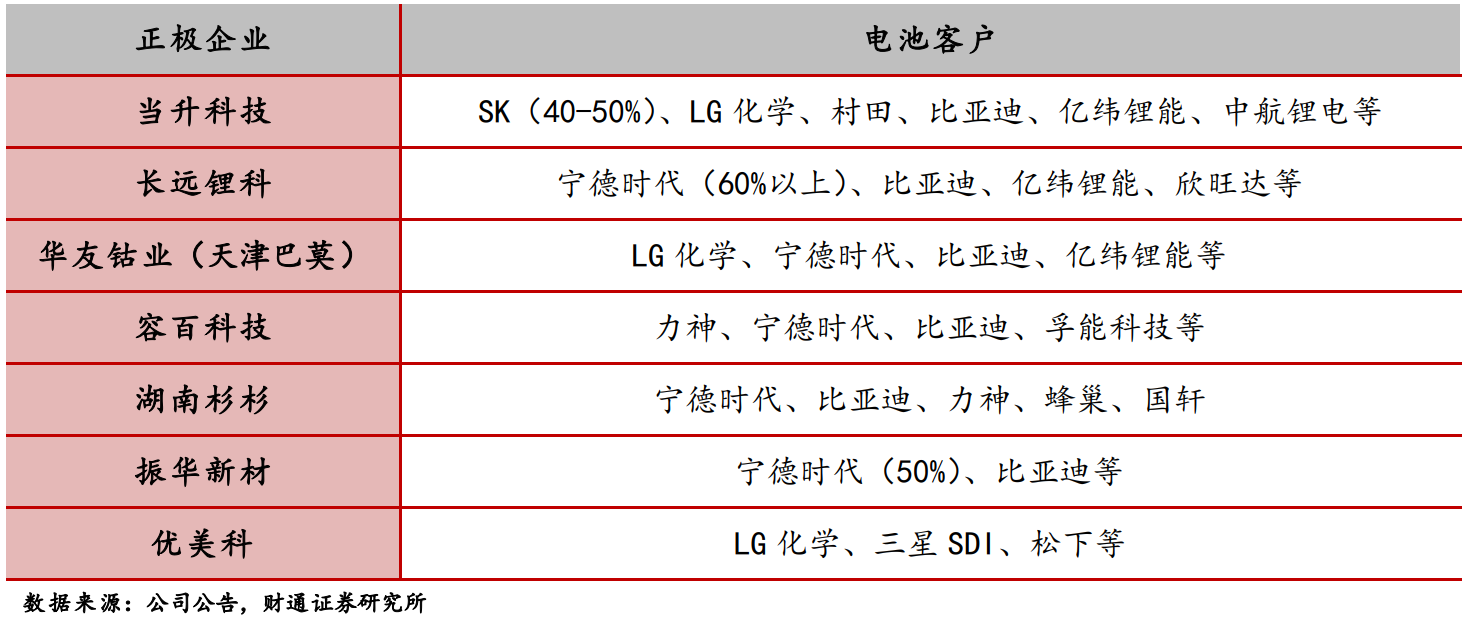 正极企业 电池客户
当升科技 SK（40-50%）、LG 化学、村田、比亚迪、亿纬锂能、中航锂电等
长远锂科 宁德时代（60%以上）、比亚迪、亿纬锂能、欣旺达等
华友钴业（天津巴莫） LG 化学、宁德时代、比亚迪、亿纬锂能等
容百科技 力神、宁德时代、比亚迪、孚能科技等
湖南杉杉 宁德时代、比亚迪、力神、蜂巢、国轩
振华新材 宁德时代（50%）、比亚迪等
优美科 LG 化学、三星 SDI、松下等
数据来源：公司公告，财通证券研究所